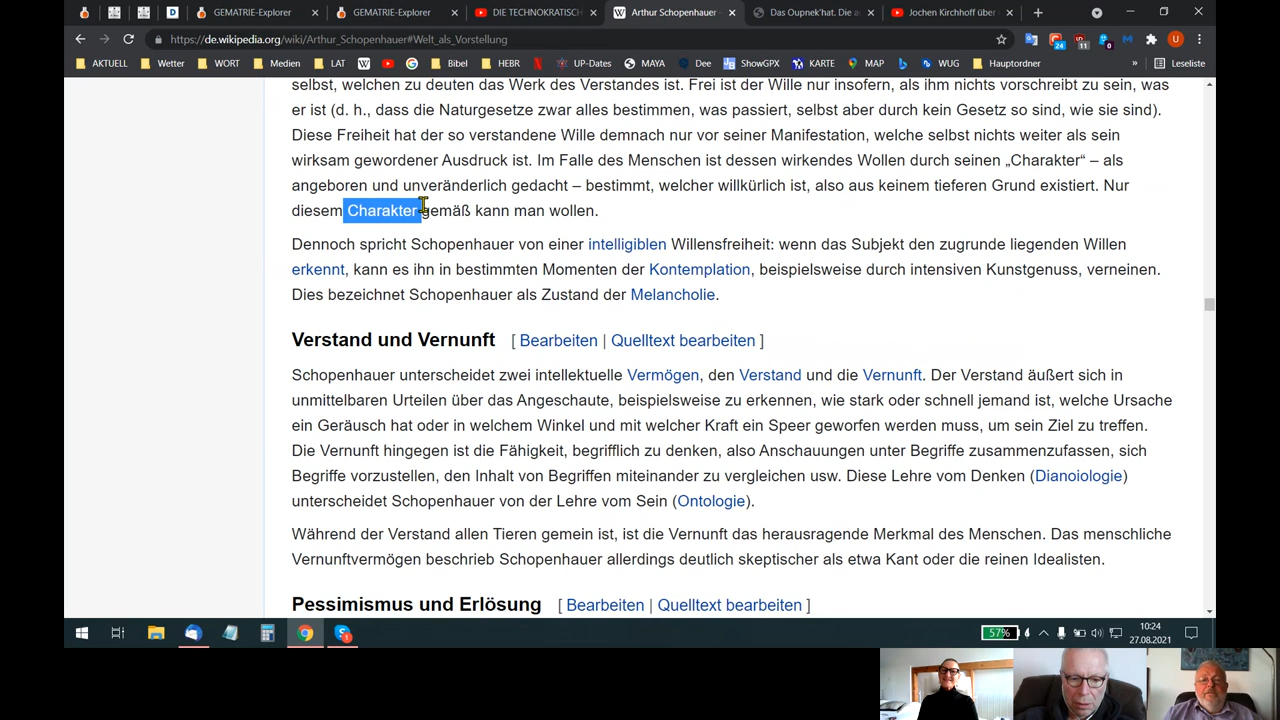 GEMATRIE-Explorer
GEMATRIE-Explorer
DIE TECHNOKRATISCH
Arthur Schopenhauer
Das Oupnek'hat. Die a
Jochen Kirchhoff über
https://de.wikipedia.org/wiki/Arthur_Schopenhauer#Welt_als_Vorstellung
AKTUELL Wetter WORT Medien LAT Bibel HEBR UP-Dates MAYA Dee ShowGPX KARTE MAP WUG Hauptordner » Leseliste
selbst, welchen zu deuten das Werk des Verstandes ist. Frei ist der Wille nur insofern, als ihm nichts vorschreibt zu sein, was
er ist (d. h., dass die Naturgesetze zwar alles bestimmen, was passiert, selbst aber durch kein Gesetz so sind, wie sie sind).
Diese Freiheit hat der so verstandene Wille demnach nur vor seiner Manifestation, welche selbst nichts weiter als sein
wirksam gewordener Ausdruck ist. Im Falle des Menschen ist dessen wirkendes Wollen durch seinen „Charakter“ – als
angeboren und unveränderlich gedacht – bestimmt, welcher willkürlich ist, also aus keinem tieferen Grund existiert. Nur
diesem Charakter gemäß kann man wollen.
Dennoch spricht Schopenhauer von einer intelligiblen Willensfreiheit: wenn das Subjekt den zugrunde liegenden Willen
erkennt, kann es ihn in bestimmten Momenten der Kontemplation, beispielsweise durch intensiven Kunstgenuss, verneinen.
Dies bezeichnet Schopenhauer als Zustand der Melancholie.
Verstand und Vernunft [ Bearbeiten | Quelltext bearbeiten ]
Schopenhauer unterscheidet zwei intellektuelle Vermögen, den Verstand und die Vernunft. Der Verstand äußert sich in
unmittelbaren Urteilen über das Angeschaute, beispielsweise zu erkennen, wie stark oder schnell jemand ist, welche Ursache
ein Geräusch hat oder in welchem Winkel und mit welcher Kraft ein Speer geworfen werden muss, um sein Ziel zu treffen.
Die Vernunft hingegen ist die Fähigkeit, begrifflich zu denken, also Anschauungen unter Begriffe zusammenzufassen, sich
Begriffe vorzustellen, den Inhalt von Begriffen miteinander zu vergleichen usw. Diese Lehre vom Denken (Dianoiologie)
unterscheidet Schopenhauer von der Lehre vom Sein (Ontologie).
Während der Verstand allen Tieren gemein ist, ist die Vernunft das herausragende Merkmal des Menschen. Das menschliche
Vernunftvermögen beschrieb Schopenhauer allerdings deutlich skeptischer als etwa Kant oder die reinen Idealisten.
Pessimismus und Erlösung [ Bearbeiten | Quelltext bearbeiten ]
57%
10:24
27.08.2021